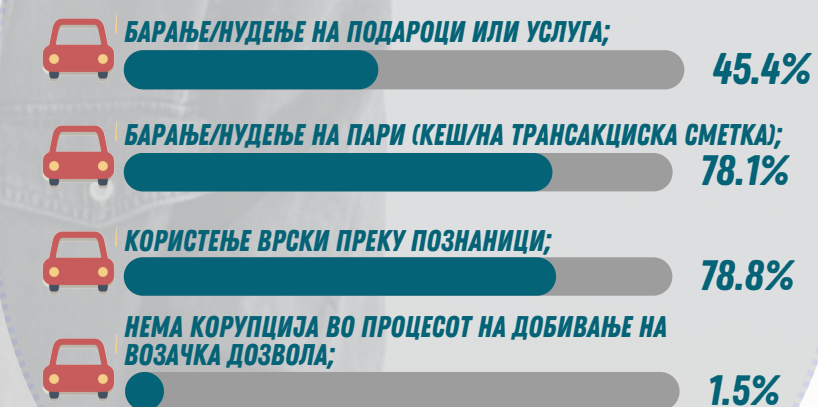 БАРАЊЕ/НУДЕЊЕ НА ПОДАРОЦИ ИЛИ УСЛУГА;
45.4%
БАРАЊЕ/НУДЕЊЕ НА ПАРИ (КЕШ/НА ТРАНСАКЦИСКА СМЕТКА);
78.1%
КОРИСТЕЊЕ ВРСКИ ПРЕКУ ПОЗНАНИЦИ;
78.8%
НЕМА КОРУПЦИЈА ВО ПРОЦЕСОТ НА ДОБИВАЊЕ НА
ВОЗАЧКА ДОЗВОЛА;
1.5%